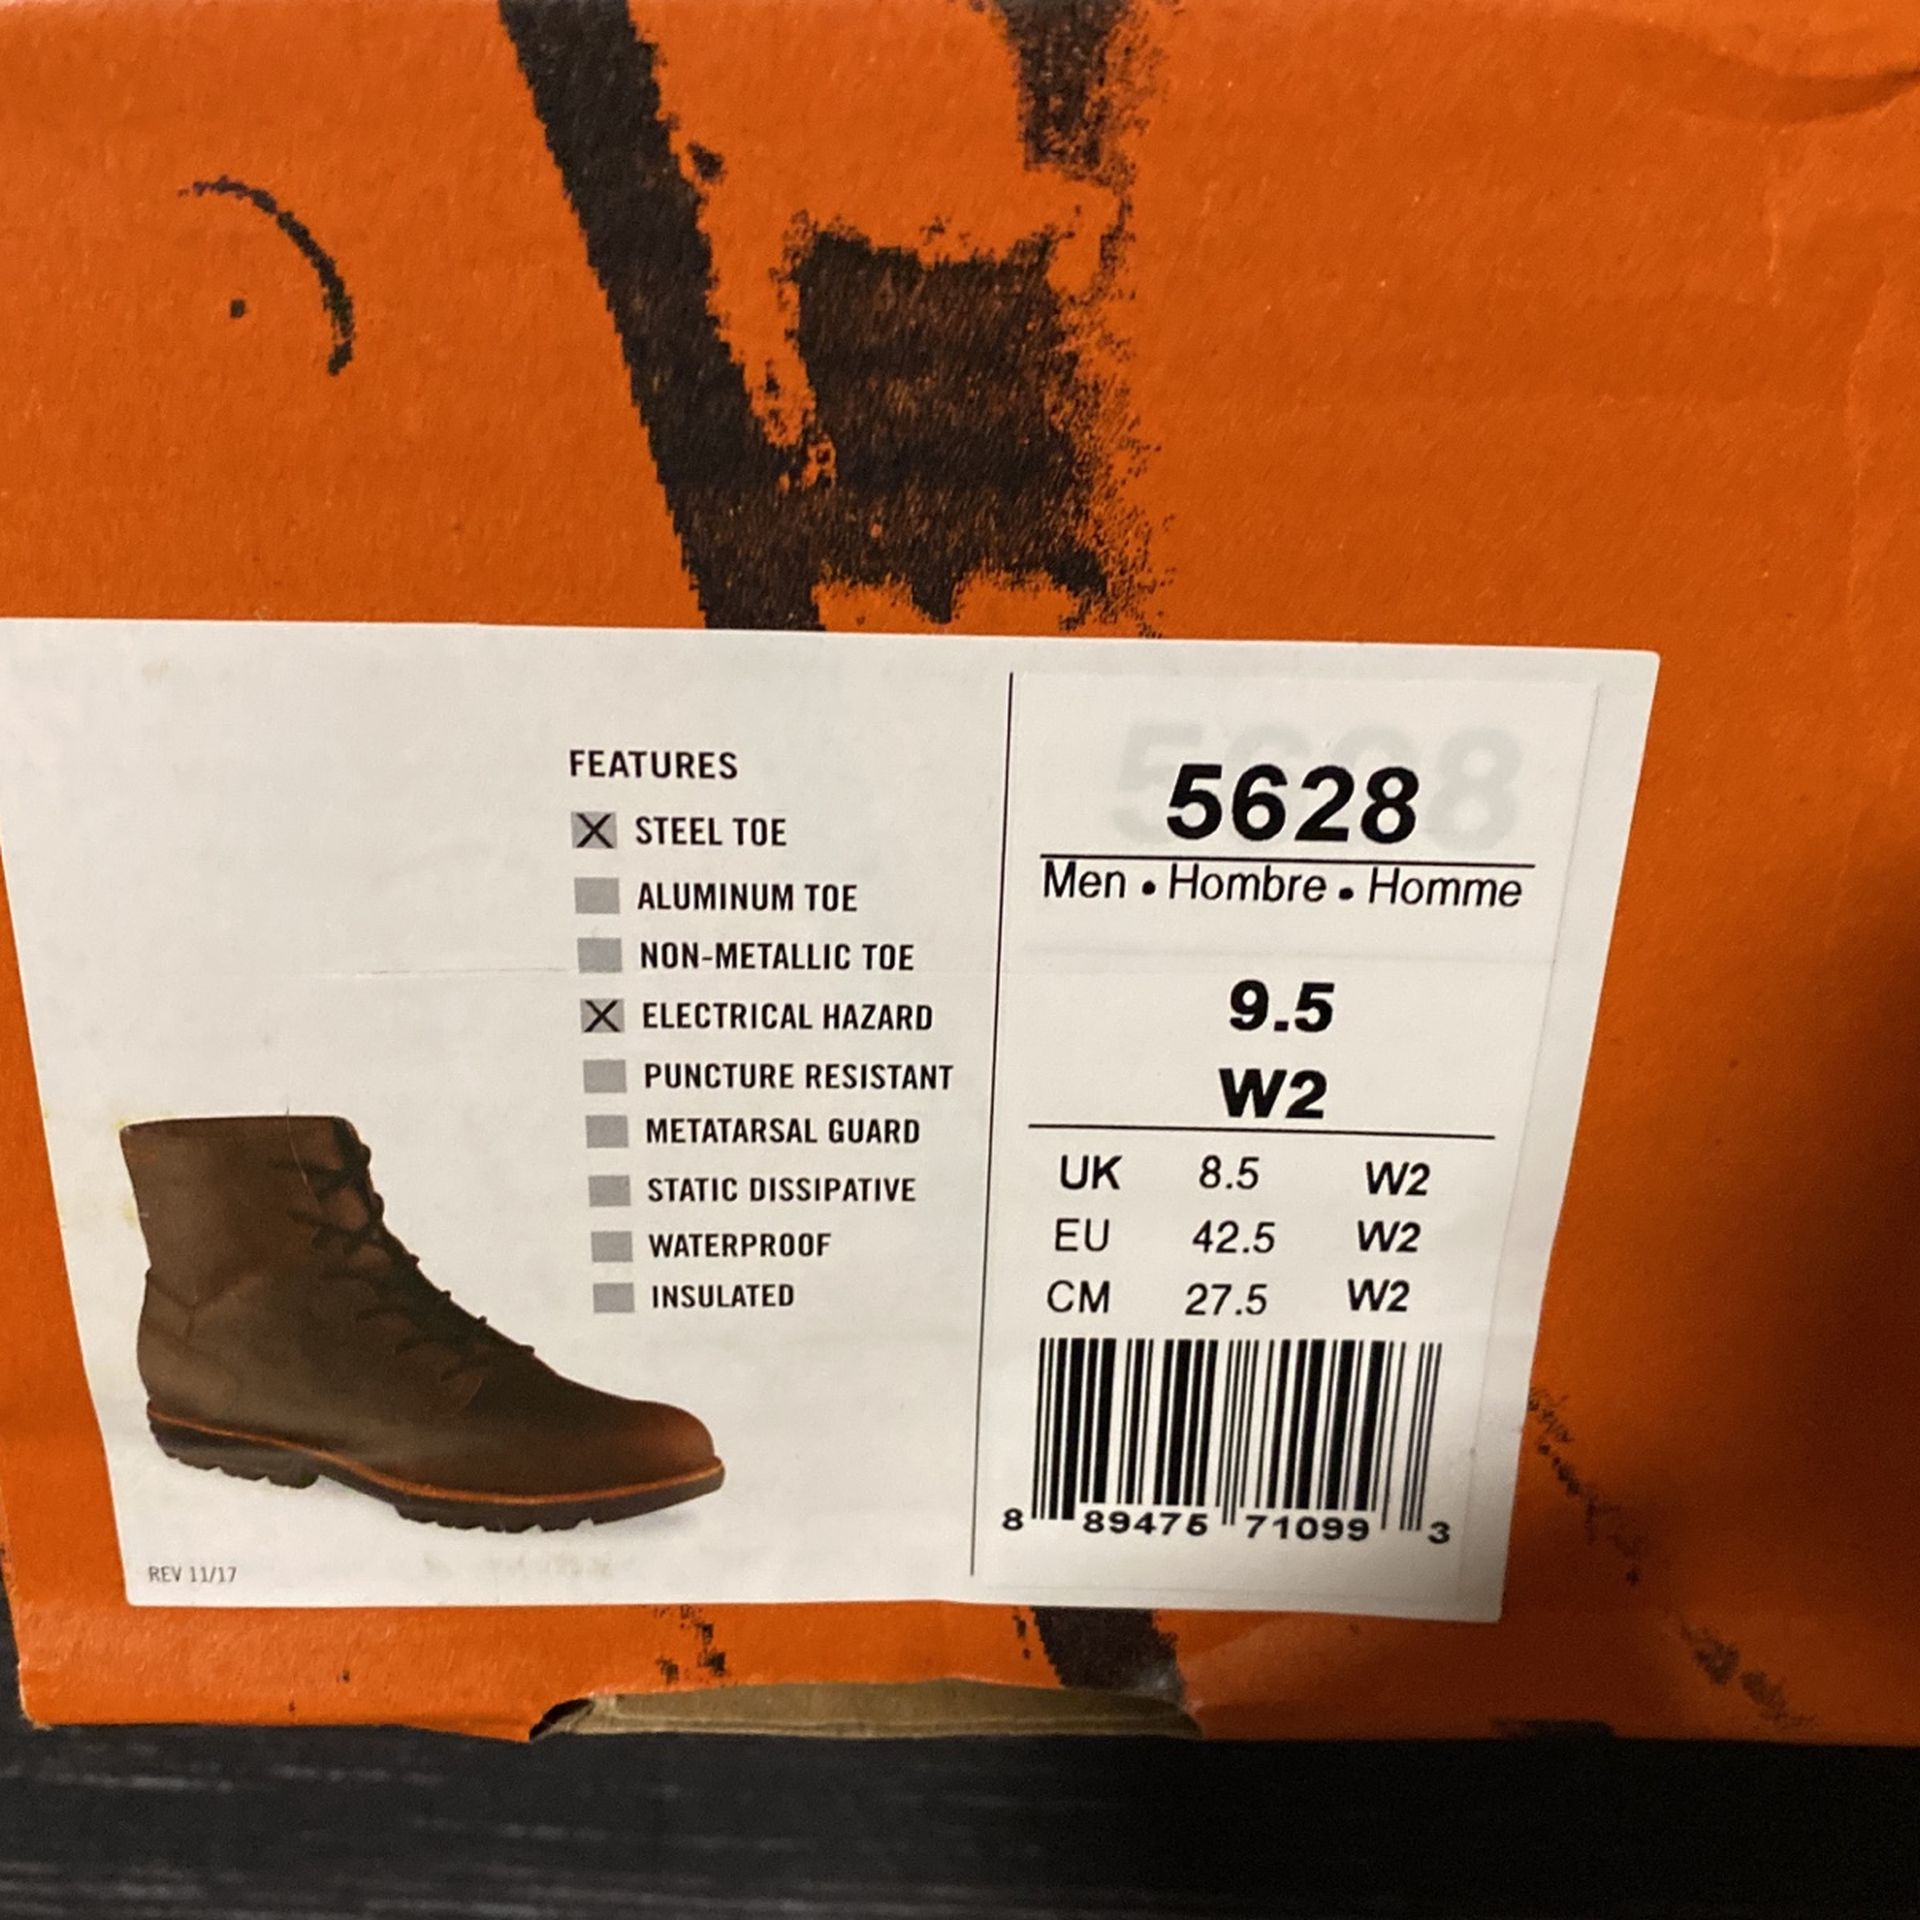 FEATURES
X STEEL TOE
ALUMINUM TOE
NON-METALLIC TOE
X ELECTRICAL HAZARD
PUNCTURE RESISTANT
METATARSAL GUARD
STATIC DISSIPATIVE
WATERPROOF
INSULATED
REV 11/17
5628
Men • Hombre • Homme
9.5
W2
UK 8.5 W2
EU 42.5 W2
CM 27.5 W2
8 89475 71099 3